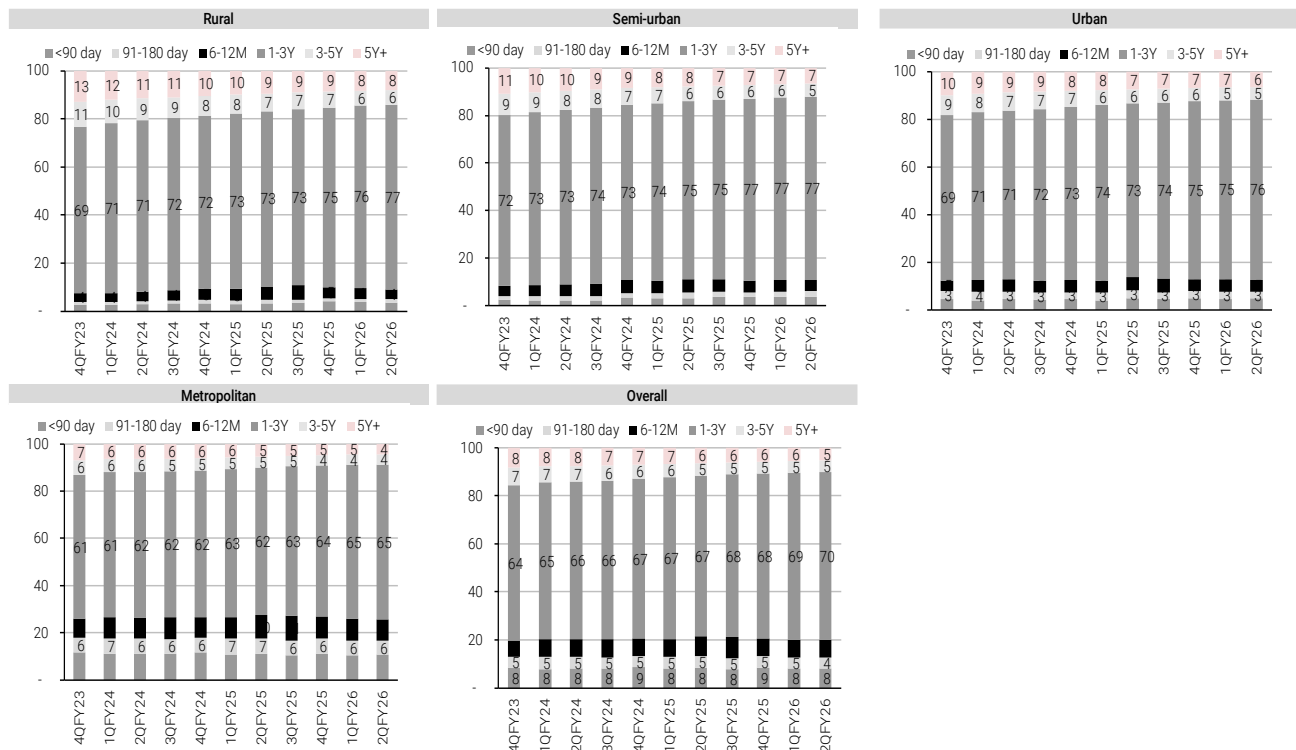 Rural
<90 day 91-180 day 6-12M 1-3Y 3-5Y 5Y+
100
80
60
40
20
-
13 12 11 11 10 10 9 9 9 8 8
11 10 9 9 8 8 7 7 7 6 6
69 71 71 72 72 73 73 73 75 76 77
4QFY23 1QFY24 2QFY24 3QFY24 4QFY24 1QFY25 2QFY25 3QFY25 4QFY25 1QFY26 2QFY26
Semi-urban
<90 day 91-180 day 6-12M 1-3Y 3-5Y 5Y+
100
80
60
40
20
-
11 10 10 9 9 8 8 7 7 7 7
9 9 8 8 7 7 6 6 6 6 5
72 73 73 74 73 74 75 75 77 77 77
4QFY23 1QFY24 2QFY24 3QFY24 4QFY24 1QFY25 2QFY25 3QFY25 4QFY25 1QFY26 2QFY26
Urban
<90 day 91-180 day 6-12M 1-3Y 3-5Y 5Y+
100
80
60
40
20
-
10 9 9 9 8 8 7 7 7 7 6
9 8 7 7 7 6 6 6 6 5 5
69 71 71 72 73 74 73 74 75 75 76
3 4 3 3 3 3 3 3 3 3 3
4QFY23 1QFY24 2QFY24 3QFY24 4QFY24 1QFY25 2QFY25 3QFY25 4QFY25 1QFY26 2QFY26
Metropolitan
<90 day 91-180 day 6-12M 1-3Y 3-5Y 5Y+
100
80
60
40
20
-
7 6 6 6 6 6 5 5 5 5 4
6 6 6 5 5 5 5 5 4 4 4
61 61 62 62 62 63 62 63 64 65 65
6 7 6 6 6 7 7 6 6 6 6
4QFY23 1QFY24 2QFY24 3QFY24 4QFY24 1QFY25 2QFY25 3QFY25 4QFY25 1QFY26 2QFY26
Overall
<90 day 91-180 day 6-12M 1-3Y 3-5Y 5Y+
100
80
60
40
20
-
8 8 8 7 7 7 6 6 6 6 5
7 7 7 6 6 6 5 5 5 5 5
64 65 66 66 67 67 67 68 68 69 70
5 5 5 5 5 5 5 5 5 5 4
8 8 8 8 9 8 8 8 9 8 8
4QFY23 1QFY24 2QFY24 3QFY24 4QFY24 1QFY25 2QFY25 3QFY25 4QFY25 1QFY26 2QFY26